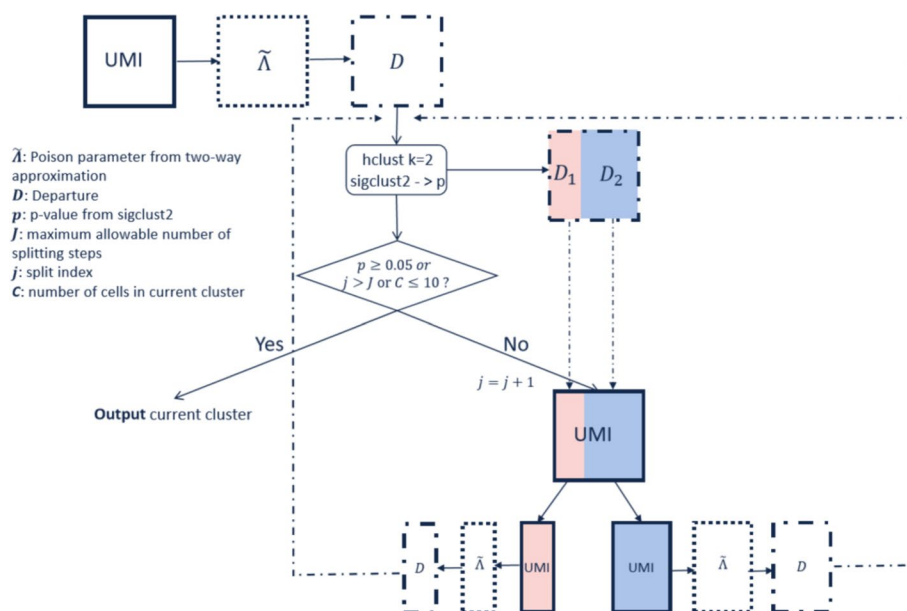 UMI
Λ̃
D
hclust k=2
sigclust2 -> p
D₁
D₂
Λ̃: Poison parameter from two-way
approximation
D: Departure
p: p-value from sigclust2
J: maximum allowable number of
splitting steps
j: split index
C: number of cells in current cluster
p ≥ 0.05 or
j > J or C ≤ 10 ?
Yes
No
j = j + 1
Output current cluster
UMI
D
Λ̃
UMI
UMI
Λ̃
D